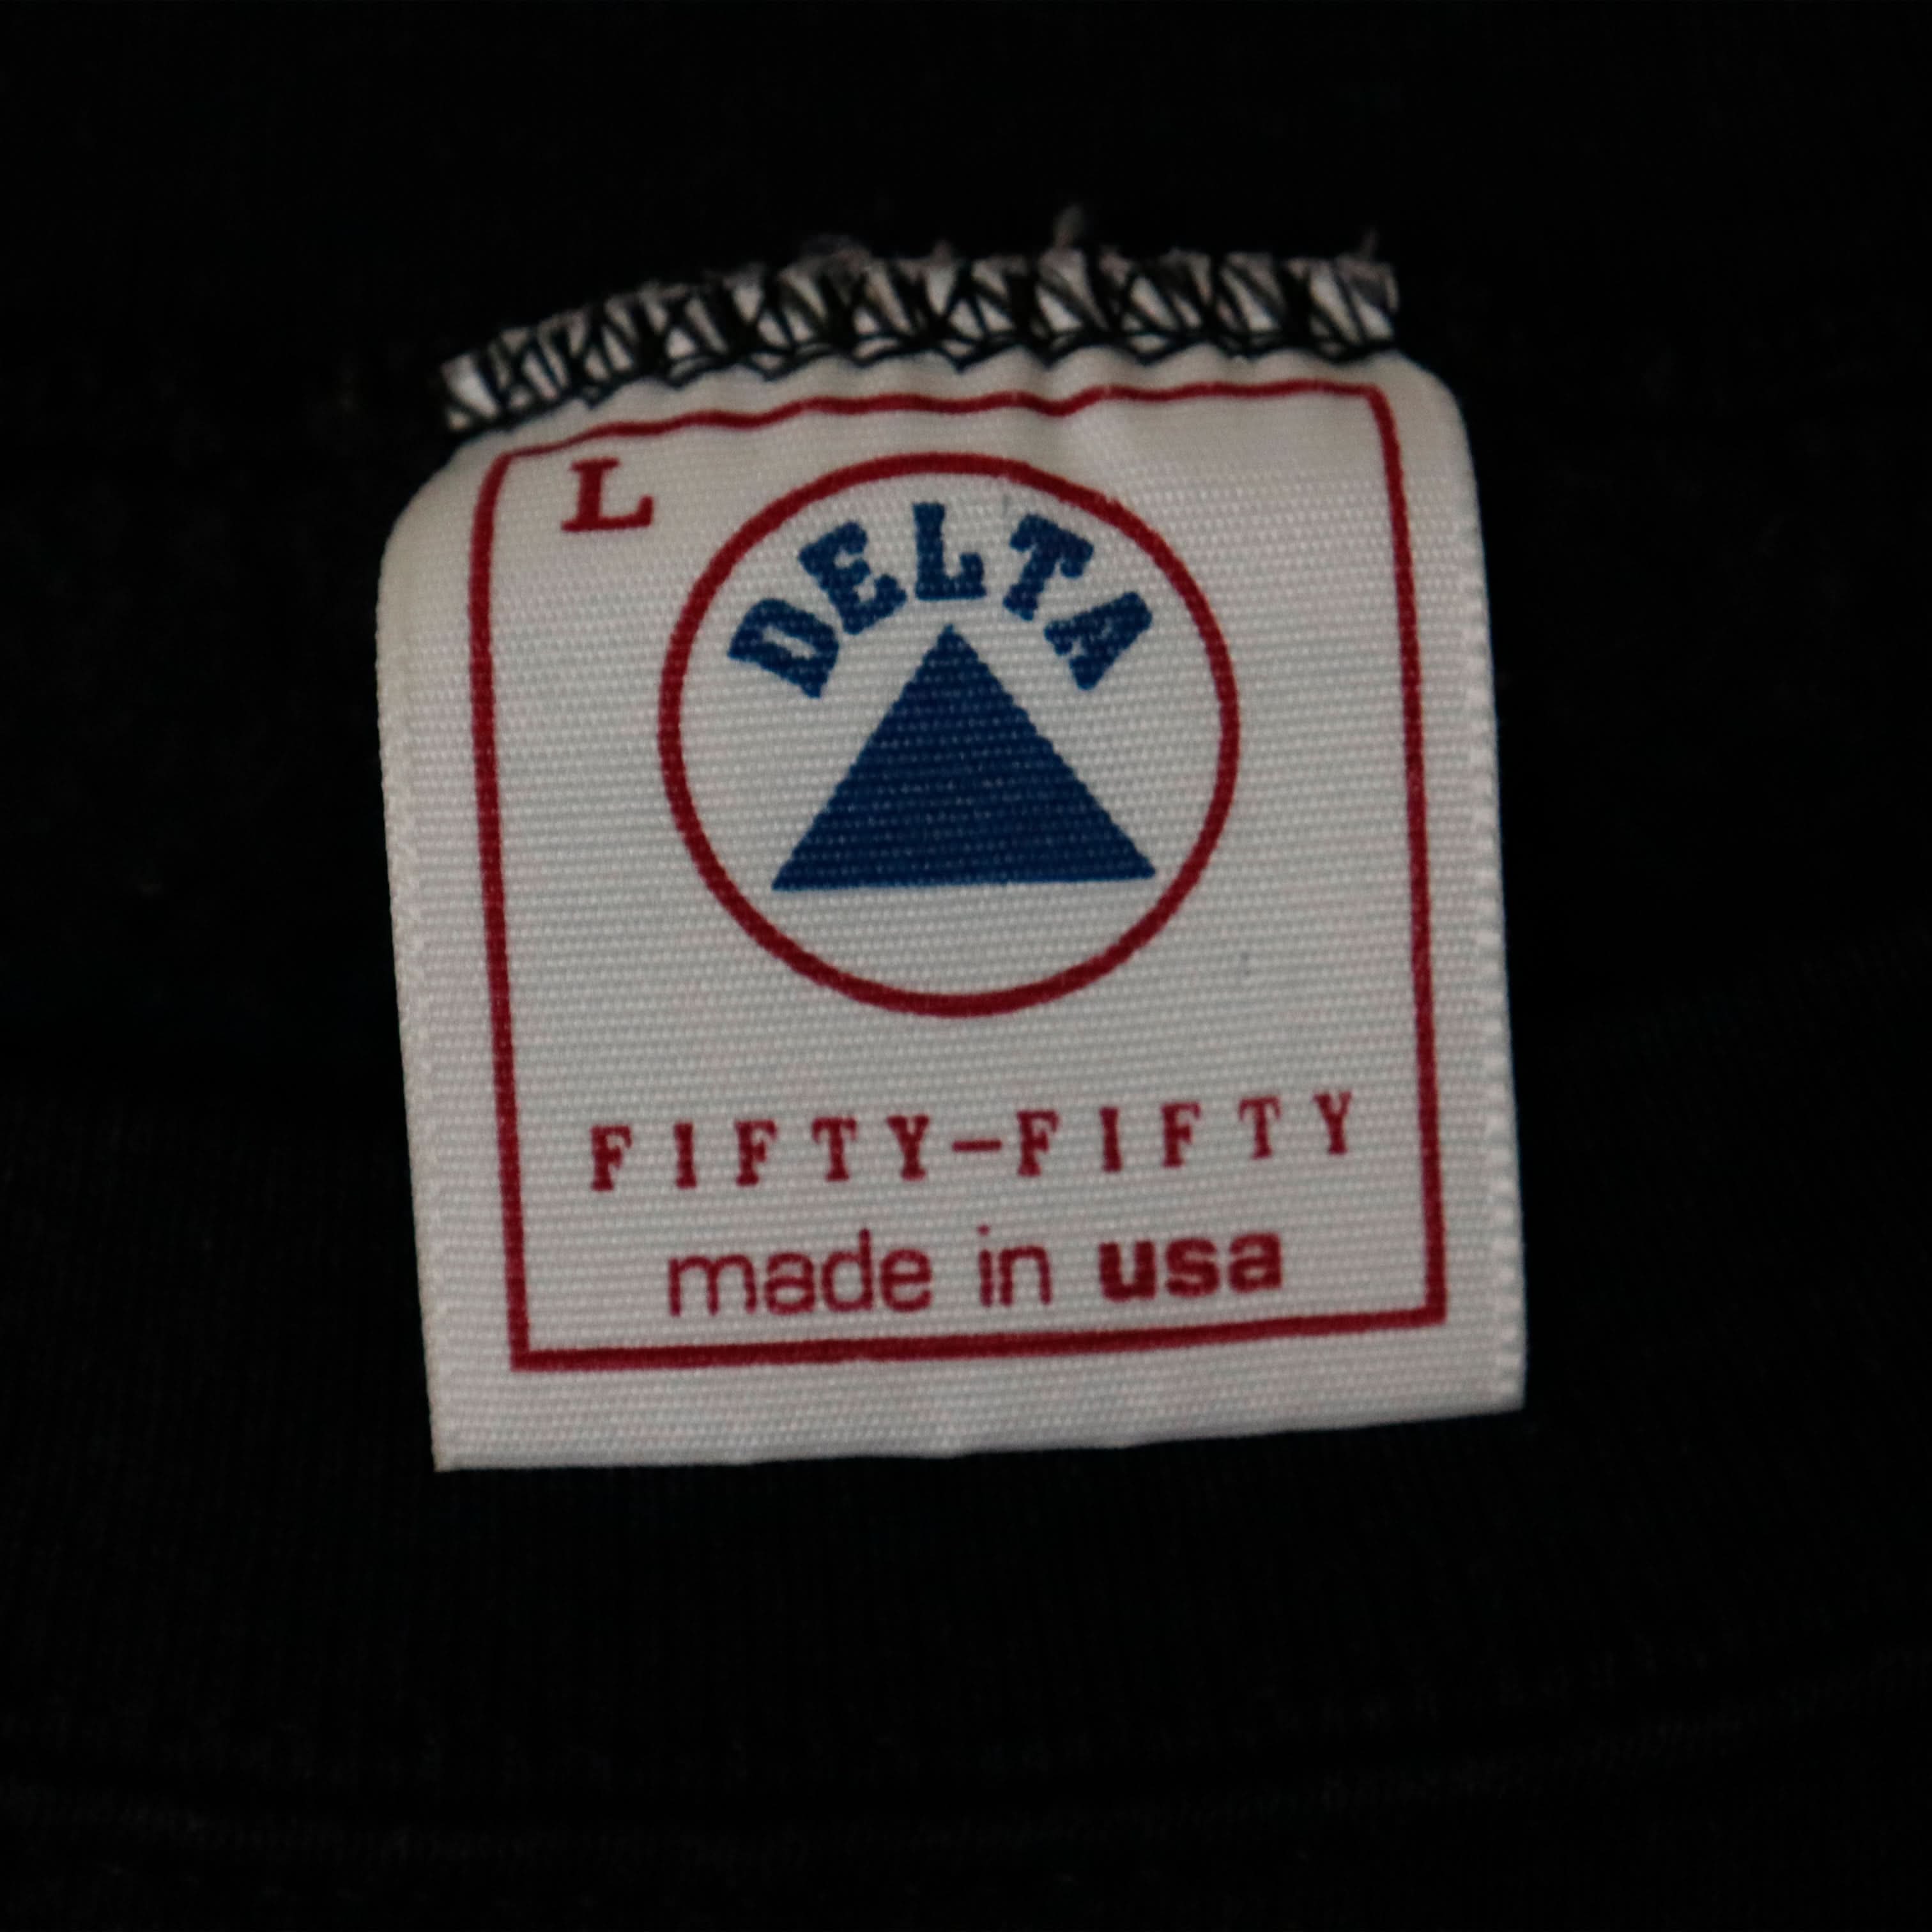 L
DELTA
FIFTY-FIFTY
made in usa